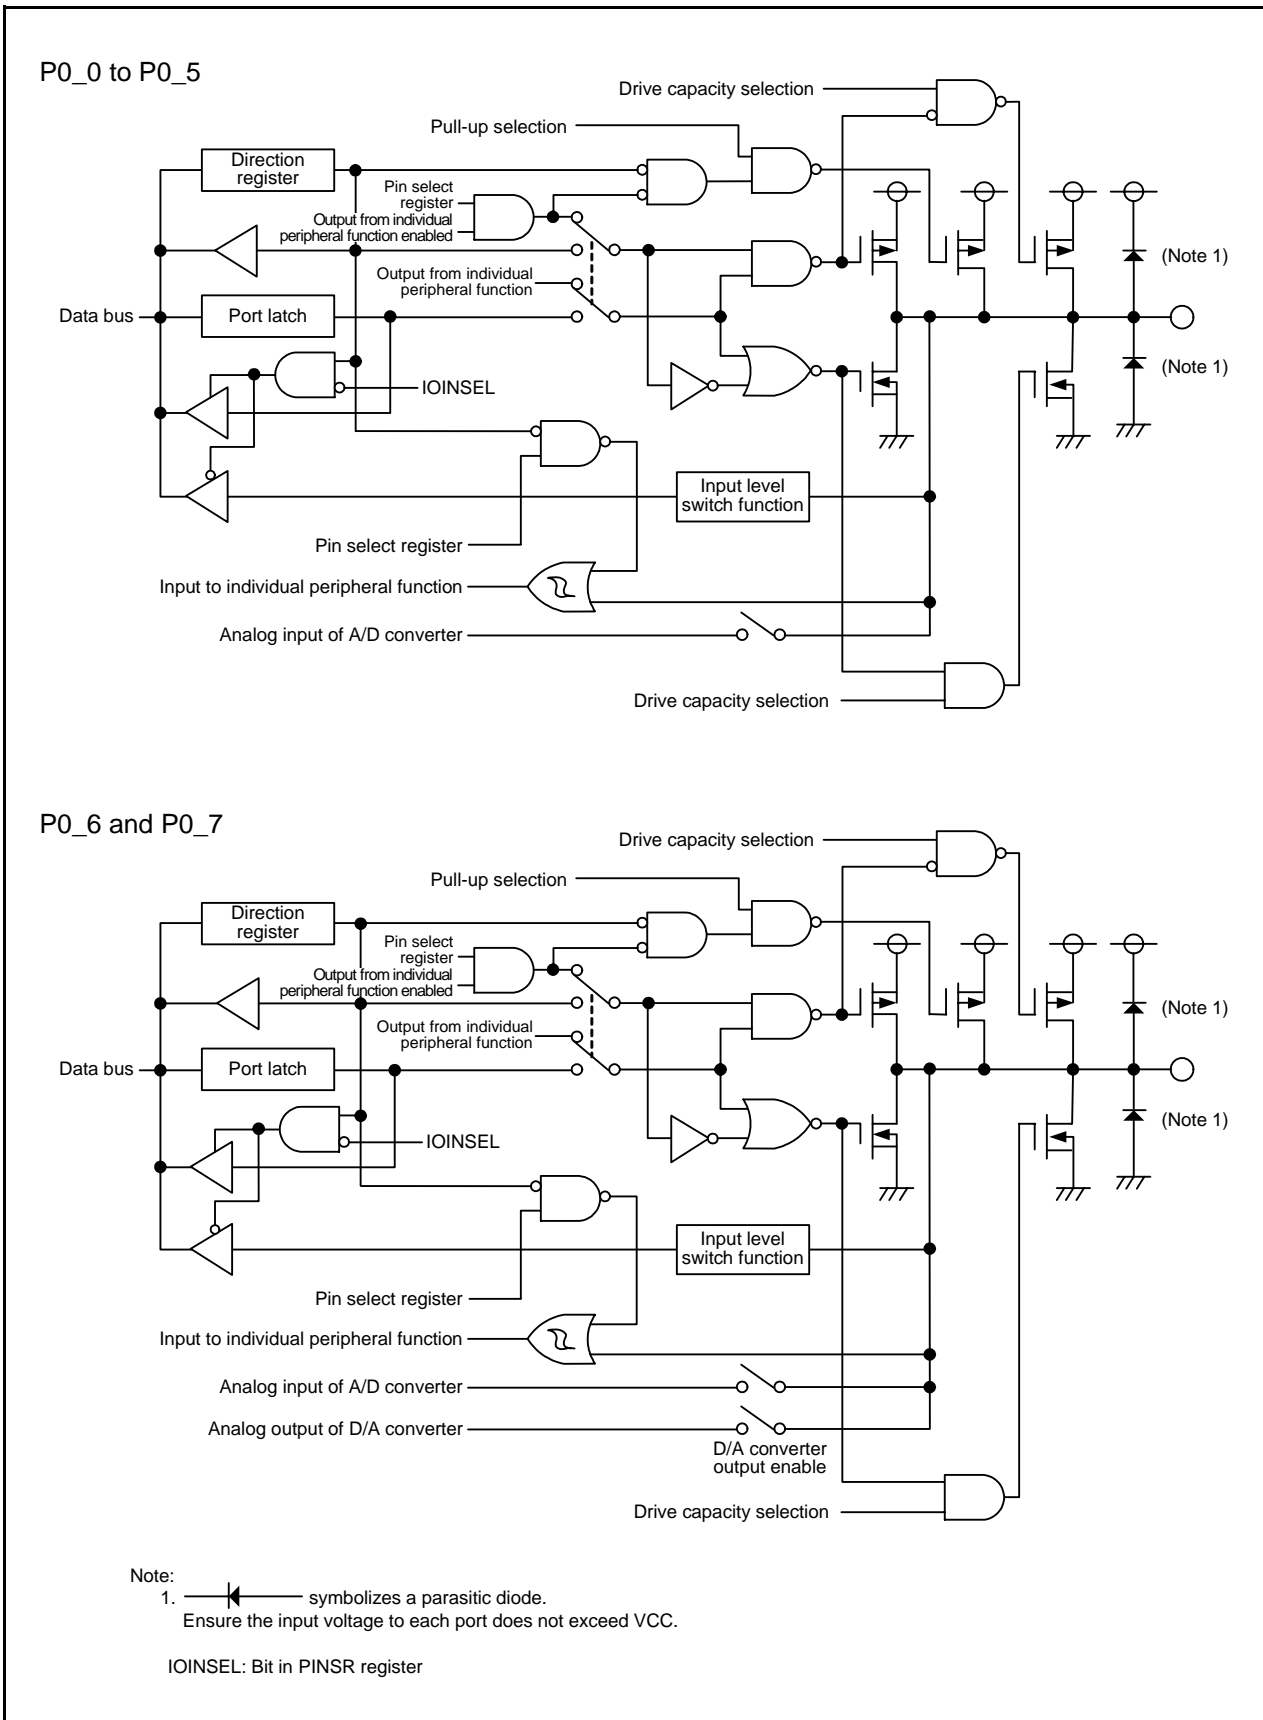 P0_0 to P0_5
Drive capacity selection
Pull-up selection
Direction
register
Pin select
register
Output from individual
peripheral function enabled
(Note 1)
Output from individual
peripheral function
Data bus
Port latch
(Note 1)
IOINSEL
Input level
switch function
Pin select register
Input to individual peripheral function
Analog input of A/D converter
Drive capacity selection
P0_6 and P0_7
Drive capacity selection
Pull-up selection
Direction
register
Pin select
register
Output from individual
peripheral function enabled
(Note 1)
Output from individual
peripheral function
Data bus
Port latch
(Note 1)
IOINSEL
Input level
switch function
Pin select register
Input to individual peripheral function
Analog input of A/D converter
Analog output of D/A converter
D/A converter
output enable
Drive capacity selection
Note:
1. symbolizes a parasitic diode.
Ensure the input voltage to each port does not exceed VCC.
IOINSEL: Bit in PINSR register